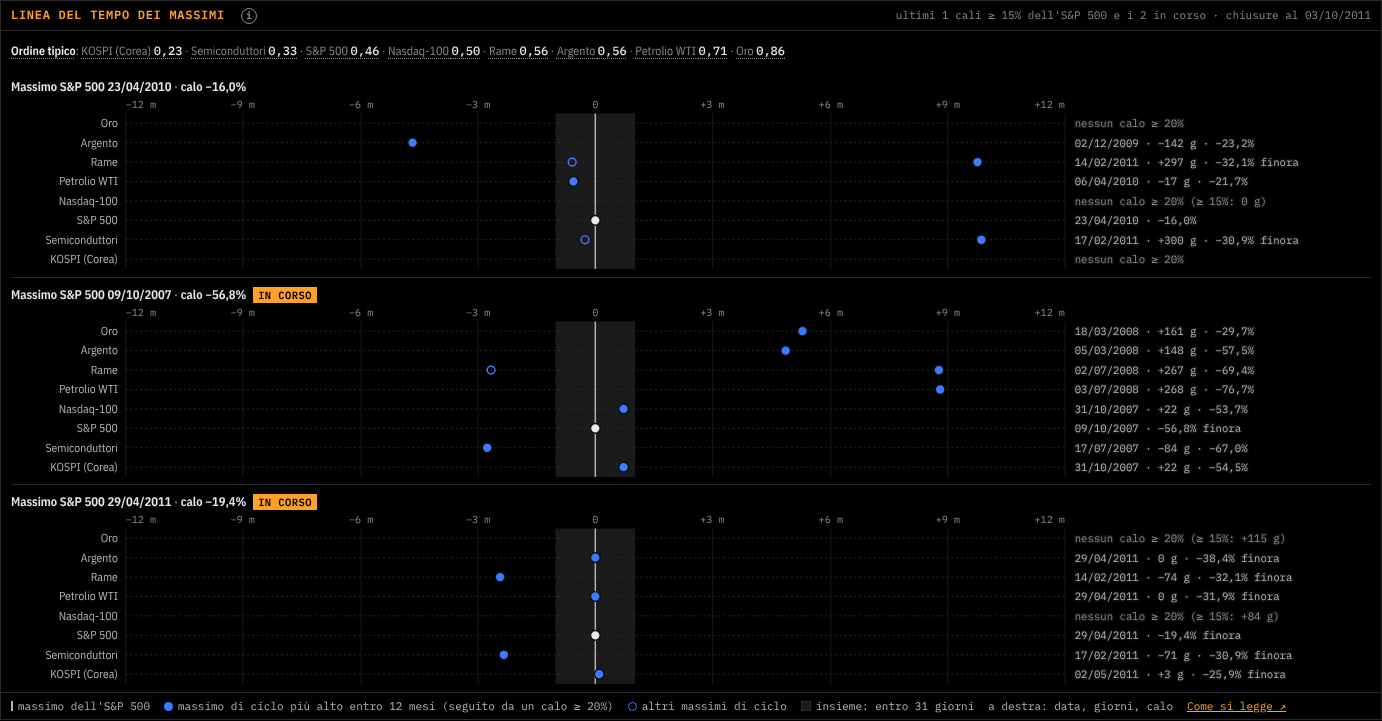 LINEA DEL TEMPO DEI MASSIMI i ultimi 1 cali ≥ 15% dell'S&P 500 e i 2 in corso · chiusure al 03/10/2011
Ordine tipico: KOSPI (Corea) 0,23 · Semiconduttori 0,33 · S&P 500 0,46 · Nasdaq-100 0,50 · Rame 0,56 · Argento 0,56 · Petrolio WTI 0,71 · Oro 0,86
Massimo S&P 500 23/04/2010 · calo −16,0%
−12 m −9 m −6 m −3 m 0 +3 m +6 m +9 m +12 m
Oro nessun calo ≥ 20%
Argento 02/12/2009 · −142 g · −23,2%
Rame 14/02/2011 · +297 g · −32,1% finora
Petrolio WTI 06/04/2010 · −17 g · −21,7%
Nasdaq-100 nessun calo ≥ 20% (≥ 15%: 0 g)
S&P 500 23/04/2010 · −16,0%
Semiconduttori 17/02/2011 · +300 g · −30,9% finora
KOSPI (Corea) nessun calo ≥ 20%
Massimo S&P 500 09/10/2007 · calo −56,8% IN CORSO
−12 m −9 m −6 m −3 m 0 +3 m +6 m +9 m +12 m
Oro 18/03/2008 · +161 g · −29,7%
Argento 05/03/2008 · +148 g · −57,5%
Rame 02/07/2008 · +267 g · −69,4%
Petrolio WTI 03/07/2008 · +268 g · −76,7%
Nasdaq-100 31/10/2007 · +22 g · −53,7%
S&P 500 09/10/2007 · −56,8% finora
Semiconduttori 17/07/2007 · −84 g · −67,0%
KOSPI (Corea) 31/10/2007 · +22 g · −54,5%
Massimo S&P 500 29/04/2011 · calo −19,4% IN CORSO
−12 m −9 m −6 m −3 m 0 +3 m +6 m +9 m +12 m
Oro nessun calo ≥ 20% (≥ 15%: +115 g)
Argento 29/04/2011 · 0 g · −38,4% finora
Rame 14/02/2011 · −74 g · −32,1% finora
Petrolio WTI 29/04/2011 · 0 g · −31,9% finora
Nasdaq-100 nessun calo ≥ 20% (≥ 15%: +84 g)
S&P 500 29/04/2011 · −19,4% finora
Semiconduttori 17/02/2011 · −71 g · −30,9% finora
KOSPI (Corea) 02/05/2011 · +3 g · −25,9% finora
massimo dell'S&P 500 massimo di ciclo più alto entro 12 mesi (seguito da un calo ≥ 20%) altri massimi di ciclo insieme: entro 31 giorni a destra: data, giorni, calo Come si legge ↗